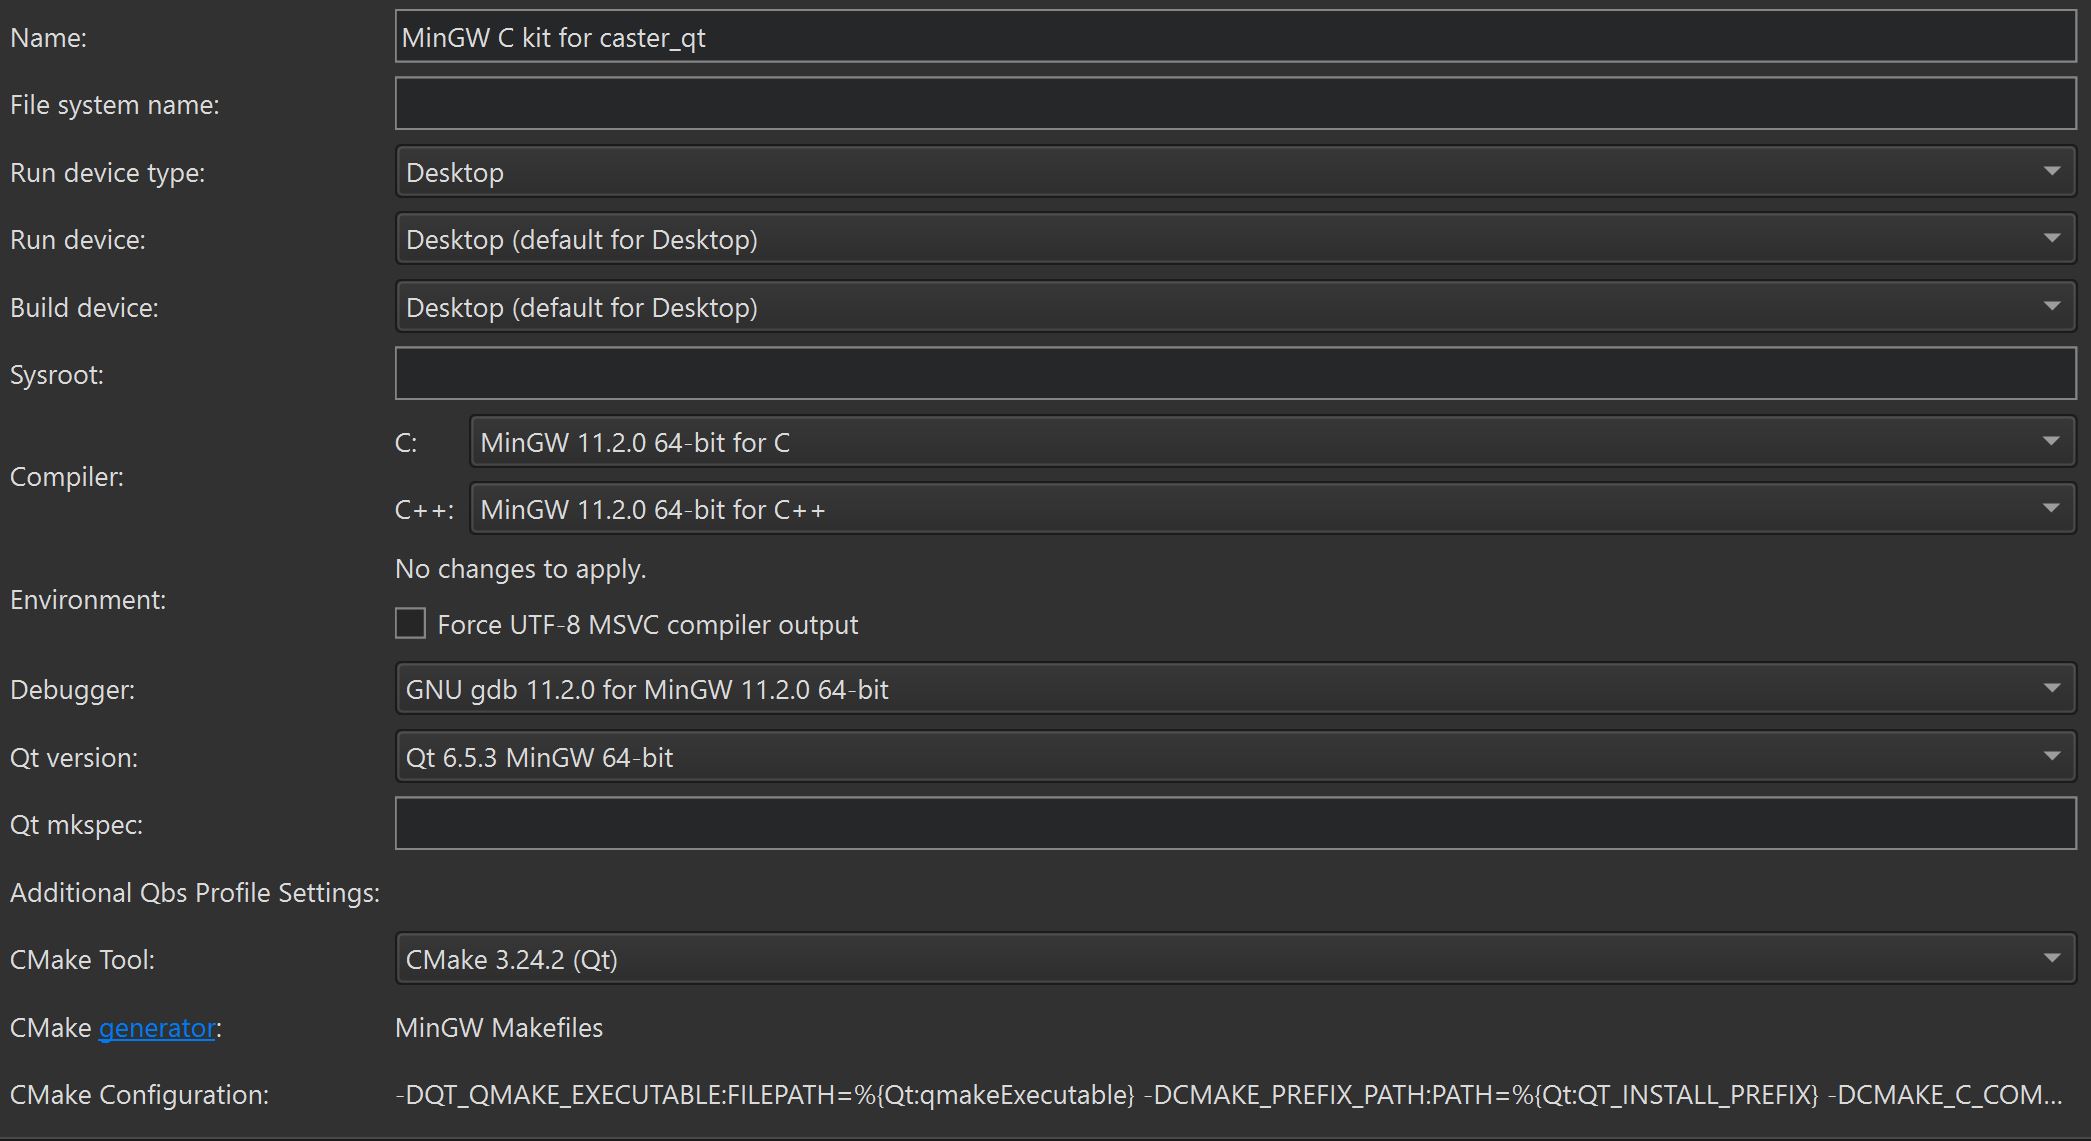 Name: MinGW C kit for caster_qt
File system name:
Run device type: Desktop
Run device: Desktop (default for Desktop)
Build device: Desktop (default for Desktop)
Sysroot:
Compiler:
C: MinGW 11.2.0 64-bit for C
C++: MinGW 11.2.0 64-bit for C++
Environment:
No changes to apply.
Force UTF-8 MSVC compiler output
Debugger: GNU gdb 11.2.0 for MinGW 11.2.0 64-bit
Qt version: Qt 6.5.3 MinGW 64-bit
Qt mkspec:
Additional Qbs Profile Settings:
CMake Tool: CMake 3.24.2 (Qt)
CMake generator: MinGW Makefiles
CMake Configuration: -DQT_QMAKE_EXECUTABLE:FILEPATH=%{Qt:qmakeExecutable} -DCMAKE_PREFIX_PATH:PATH=%{Qt:QT_INSTALL_PREFIX} -DCMAKE_C_COM...